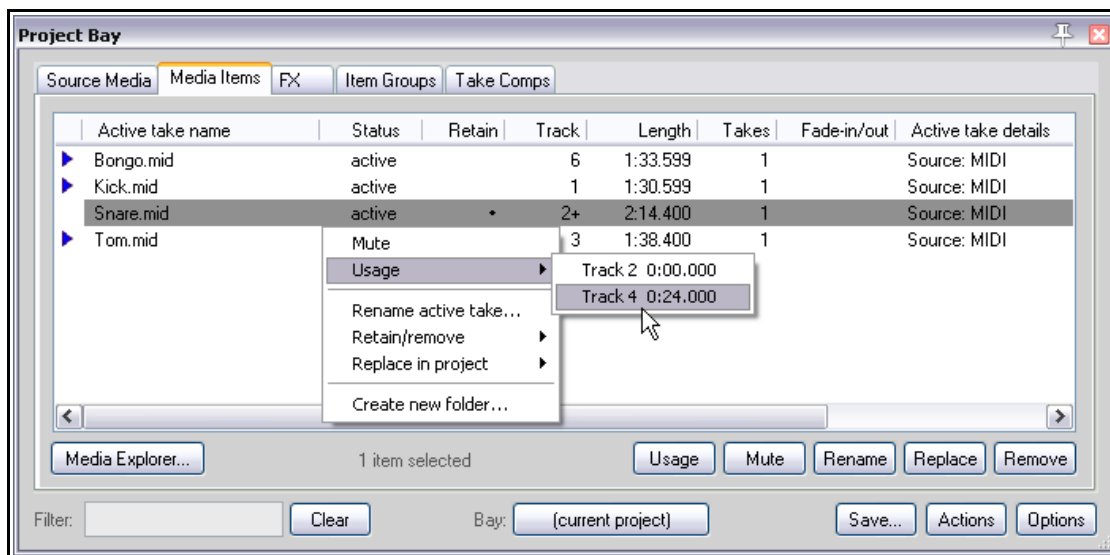 Project Bay
Source Media Media Items FX Item Groups Take Comps
Active take name Status Retain Track Length Takes Fade-in/out Active take details
Bongo.mid active 6 1:33.599 1 Source: MIDI
Kick.mid active 1 1:30.599 1 Source: MIDI
Snare.mid active • 2+ 2:14.400 1 Source: MIDI
Tom.mid 3 1:38.400 1 Source: MIDI
Mute
Usage
Track 2 0:00.000
Track 4 0:24.000
Rename active take...
Retain/remove
Replace in project
Create new folder...
Media Explorer... 1 item selected Usage Mute Rename Replace Remove
Filter: Clear Bay: (current project) Save... Actions Options